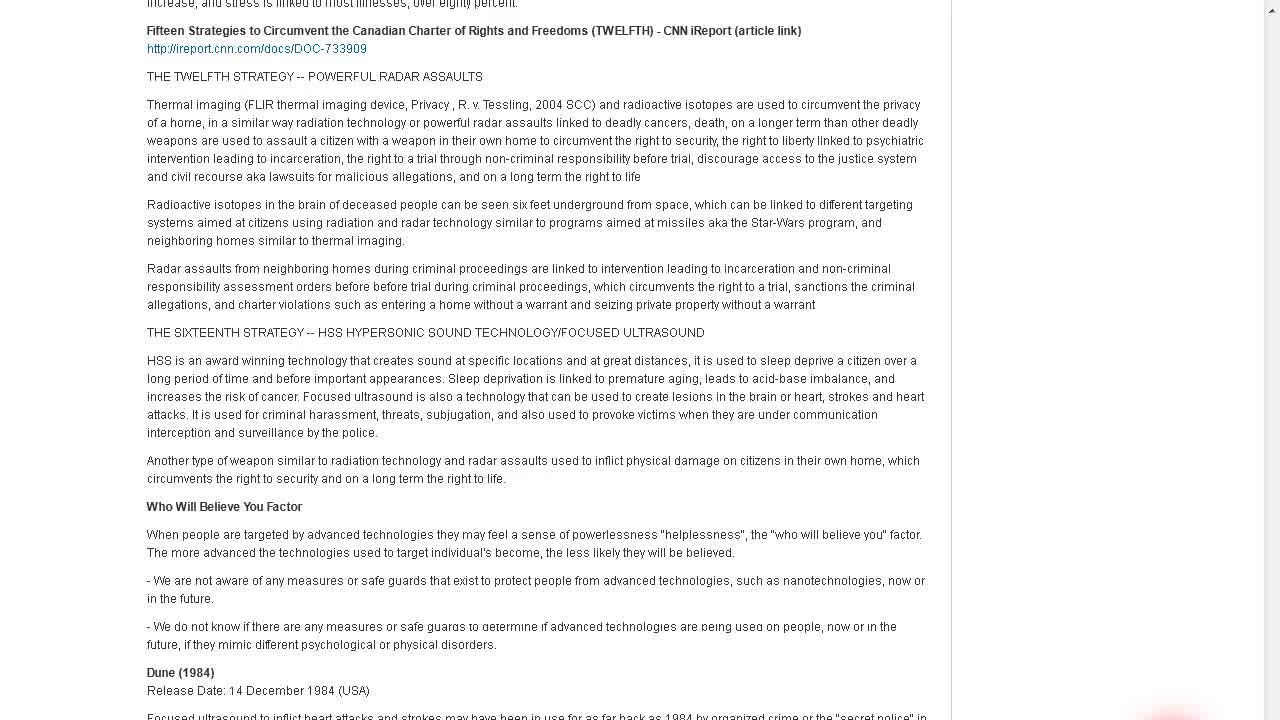 increase, and stress is linked to most illnesses, over eighty percent.
Fifteen Strategies to Circumvent the Canadian Charter of Rights and Freedoms (TWELFTH) - CNN iReport (article link)
http://ireport.cnn.com/docs/DOC-733909
THE TWELFTH STRATEGY -- POWERFUL RADAR ASSAULTS
Thermal imaging (FLIR thermal imaging device, Privacy , R. v. Tessling, 2004 SCC) and radioactive isotopes are used to circumvent the privacy
of a home, in a similar way radiation technology or powerful radar assaults linked to deadly cancers, death, on a longer term than other deadly
weapons are used to assault a citizen with a weapon in their own home to circumvent the right to security, the right to liberty linked to psychiatric
intervention leading to incarceration, the right to a trial through non-criminal responsibility before trial, discourage access to the justice system
and civil recourse aka lawsuits for malicious allegations, and on a long term the right to life
Radioactive isotopes in the brain of deceased people can be seen six feet underground from space, which can be linked to different targeting
systems aimed at citizens using radiation and radar technology similar to programs aimed at missiles aka the Star-Wars program, and
neighboring homes similar to thermal imaging.
Radar assaults from neighboring homes during criminal proceedings are linked to intervention leading to incarceration and non-criminal
responsibility assessment orders before before trial during criminal proceedings, which circumvents the right to a trial, sanctions the criminal
allegations, and charter violations such as entering a home without a warrant and seizing private property without a warrant
THE SIXTEENTH STRATEGY -- HSS HYPERSONIC SOUND TECHNOLOGY/FOCUSED ULTRASOUND
HSS is an award winning technology that creates sound at specific locations and at great distances, it is used to sleep deprive a citizen over a
long period of time and before important appearances. Sleep deprivation is linked to premature aging, leads to acid-base imbalance, and
increases the risk of cancer. Focused ultrasound is also a technology that can be used to create lesions in the brain or heart, strokes and heart
attacks. It is used for criminal harassment, threats, subjugation, and also used to provoke victims when they are under communication
interception and surveillance by the police.
Another type of weapon similar to radiation technology and radar assaults used to inflict physical damage on citizens in their own home, which
circumvents the right to security and on a long term the right to life.
Who Will Believe You Factor
When people are targeted by advanced technologies they may feel a sense of powerlessness "helplessness", the "who will believe you" factor.
The more advanced the technologies used to target individual's become, the less likely they will be believed.
- We are not aware of any measures or safe guards that exist to protect people from advanced technologies, such as nanotechnologies, now or
in the future.
- We do not know if there are any measures or safe guards to determine if advanced technologies are being used on people, now or in the
future, if they mimic different psychological or physical disorders.
Dune (1984)
Release Date: 14 December 1984 (USA)
Focused ultrasound to inflict heart attacks and strokes may have been in use for as far back as 1984 by organized crime or the "secret police" in